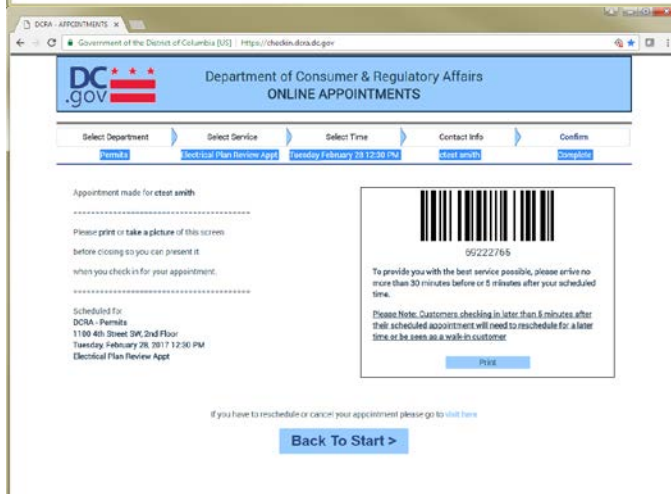 DCRA - APPOINTMENTS
Government of the District of Columbia [US] | https://checkin.dcra.dc.gov
DC
.gov
Department of Consumer & Regulatory Affairs
ONLINE APPOINTMENTS
Select Department
Select Service
Select Time
Contact Info
Confirm
Permits
Electrical Plan Review Appt
Tuesday February 28 12:30 PM
ctest smith
Complete
Appointment made for ctest smith
Please print or take a picture of this screen
before closing so you can present it
when you check in for your appointment.
Scheduled for
DCRA - Permits
1100 4th Street SW, 2nd Floor
Tuesday, February 28, 2017 12:30 PM
Electrical Plan Review Appt
69222765
To provide you with the best service possible, please arrive no
more than 30 minutes before or 5 minutes after your scheduled
time.
Please Note: Customers checking in later than 5 minutes after
their scheduled appointment will need to reschedule for a later
time or be seen as a walk-in customer
Print
If you have to reschedule or cancel your appointment please go to visit here
Back To Start >